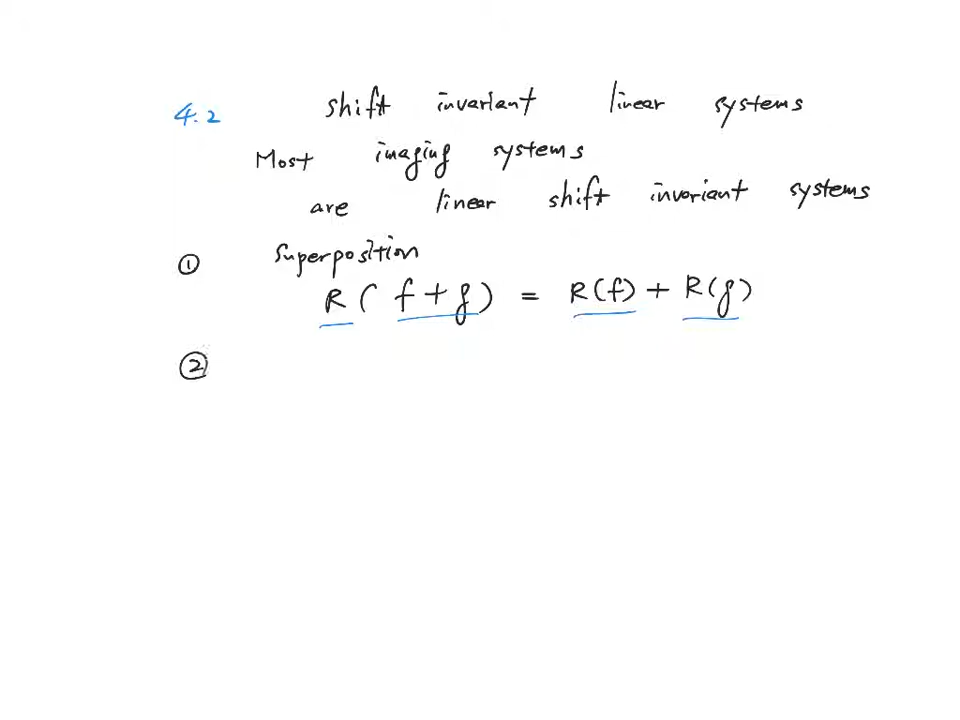 4.2 shift invariant linear systems
Most imaging systems
are linear shift invariant systems
① Superposition
R(f+g) = R(f) + R(g)
②